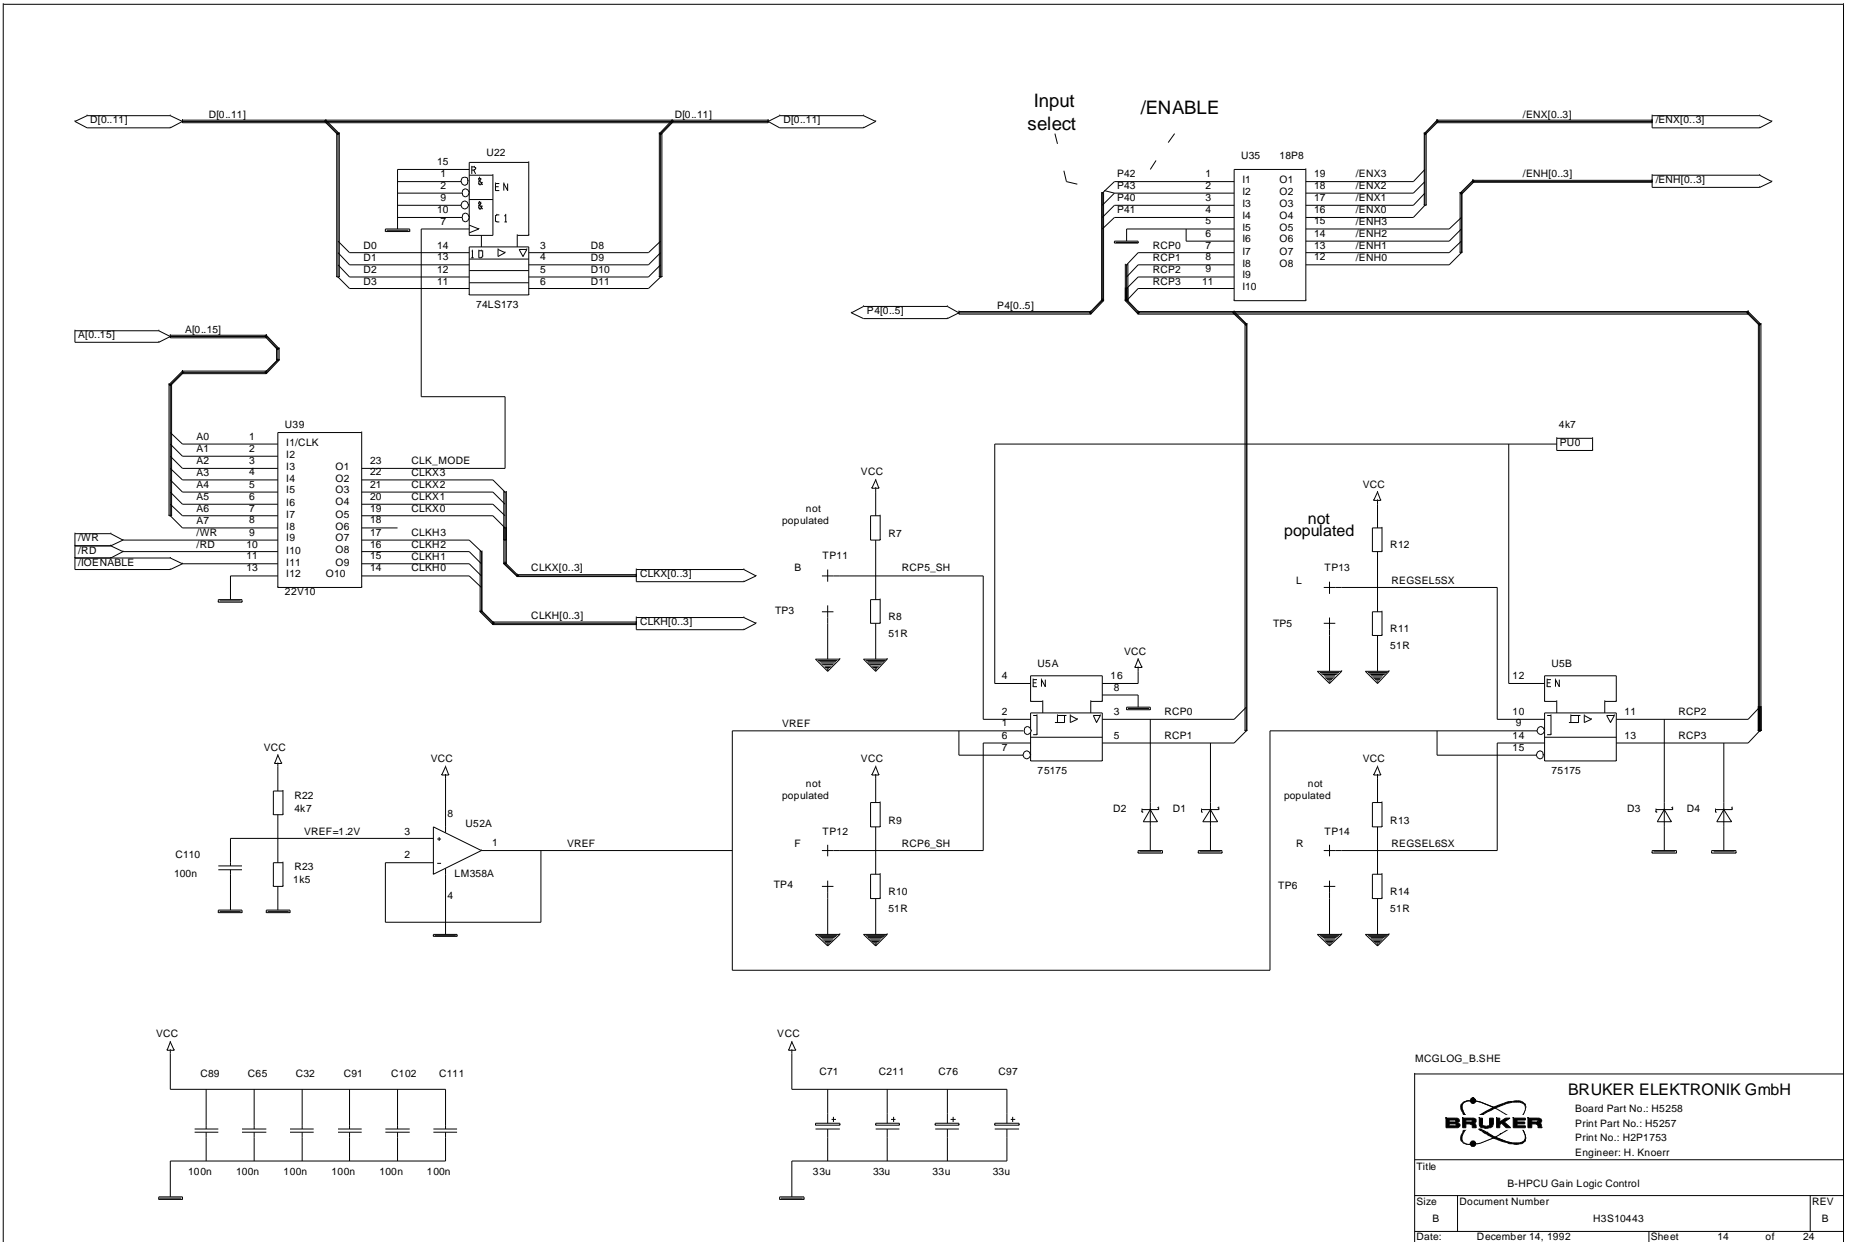 D[0..11] D[0..11] D[0..11] D[0..11]
U22
15 R
1 &
2 EN
9 &
10 C1
7
D0 14 1D 3 D8
D1 13 4 D9
D2 12 5 D10
D3 11 6 D11
74LS173
Input
select
/ENABLE
U35 18P8
P42 1 I1 O1 19 /ENX3
P43 2 I2 O2 18 /ENX2
P40 3 I3 O3 17 /ENX1
P41 4 I4 O4 16 /ENX0
5 I5 O5 15 /ENH3
6 I6 O6 14 /ENH2
RCP0 7 I7 O7 13 /ENH1
RCP1 8 I8 O8 12 /ENH0
RCP2 9 I9
RCP3 11 I10
/ENX[0..3] /ENX[0..3]
/ENH[0..3] /ENH[0..3]
P4[0..5] P4[0..5]
A[0..15] A[0..15]
U39
A0 1 I1/CLK
A1 2 I2
A2 3 I3 O1 23 CLK_MODE
A3 4 I4 O2 22 CLKX3
A4 5 I5 O3 21 CLKX2
A5 6 I6 O4 20 CLKX1
A6 7 I7 O5 19 CLKX0
A7 8 I8 O6 18
/WR /WR 9 I9 O7 17 CLKH3
/RD /RD 10 I10 O8 16 CLKH2
/IOENABLE 11 I11 O9 15 CLKH1
13 I12 O10 14 CLKH0
22V10
CLKX[0..3] CLKX[0..3]
CLKH[0..3] CLKH[0..3]
4k7
PU0
VCC
not
populated
R7
TP11
B RCP5_SH
TP3
R8
51R
VCC
not
populated
R12
TP13
L REGSEL5SX
TP5
R11
51R
U5A
VCC
4 EN 16
8
2 3 RCP0
1
6 5 RCP1
7
75175
U5B
12 EN
10 11 RCP2
9
14 13 RCP3
15
75175
VREF
D2 D1
D3 D4
VCC
not
populated
R9
TP12
F RCP6_SH
TP4
R10
51R
VCC
not
populated
R13
TP14
R REGSEL6SX
TP6
R14
51R
VCC
R22
4k7
VREF=1.2V
C110
100n
R23
1k5
VCC
8
U52A
3 +
2 -
1 VREF
LM358A
4
VCC
C89 C65 C32 C91 C102 C111
100n 100n 100n 100n 100n 100n
VCC
C71 C211 C76 C97
+ + + +
33u 33u 33u 33u
MCGLOG_B.SHE
BRUKER
BRUKER ELEKTRONIK GmbH
Board Part No.: H5258
Print Part No.: H5257
Print No.: H2P1753
Engineer: H. Knoerr
Title
B-HPCU Gain Logic Control
Size Document Number REV
B H3S10443 B
Date: December 14, 1992 Sheet 14 of 24